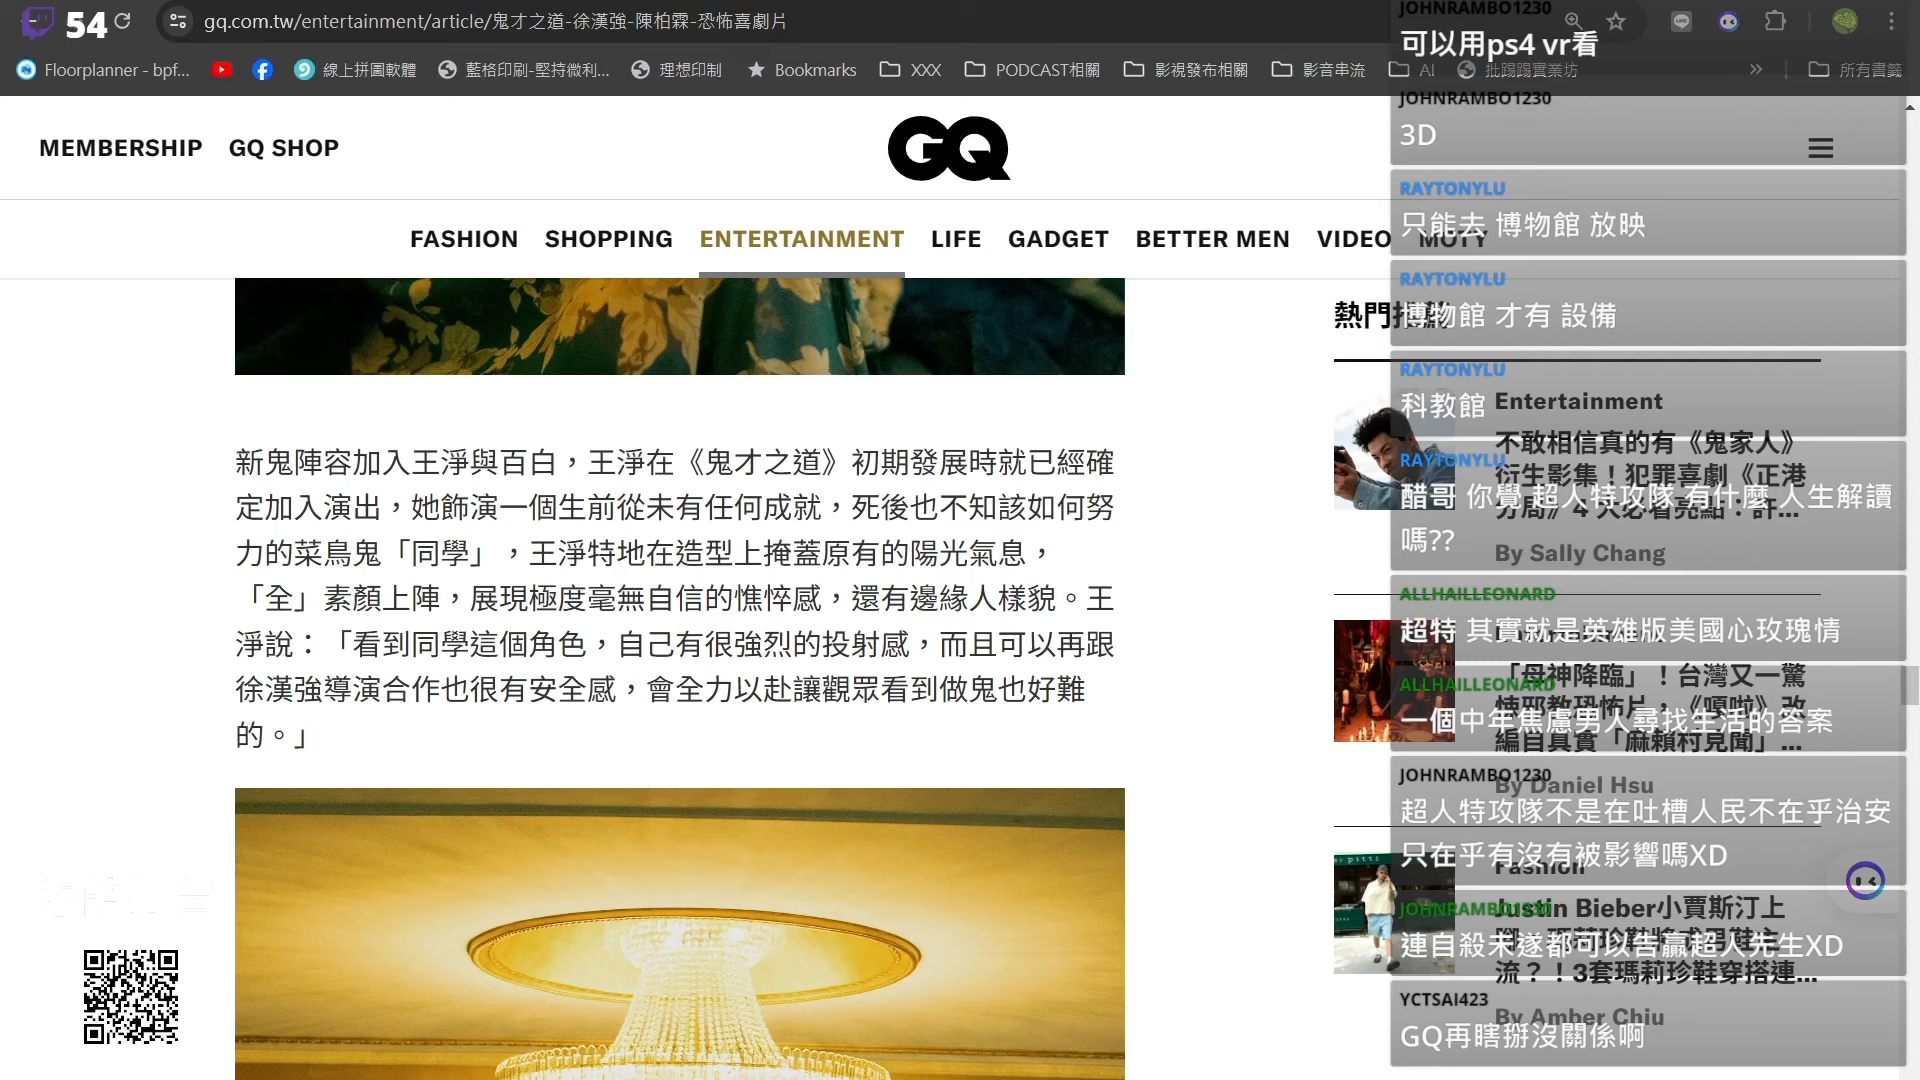 54
gq.com.tw/entertainment/article/鬼才之道-徐漢強-陳柏霖-恐怖喜劇片
Floorplanner - bpf...
線上拼圖軟體
藍格印刷-堅持微利...
理想印制
Bookmarks
XXX
PODCAST相關
影視發布相關
影音串流
AI
批踢踢實業坊
所有書籤
MEMBERSHIP
GQ SHOP
GQ
FASHION
SHOPPING
ENTERTAINMENT
LIFE
GADGET
BETTER MEN
VIDEO
MOTY
新鬼陣容加入王淨與百白，王淨在《鬼才之道》初期發展時就已經確
定加入演出，她飾演一個生前從未有任何成就，死後也不知該如何努
力的菜鳥鬼「同學」，王淨特地在造型上掩蓋原有的陽光氣息，
「全」素顏上陣，展現極度毫無自信的憔悴感，還有邊緣人樣貌。王
淨說：「看到同學這個角色，自己有很強烈的投射感，而且可以再跟
徐漢強導演合作也很有安全感，會全力以赴讓觀眾看到做鬼也好難
的。」
熱門推薦
Entertainment
不敢相信真的有《鬼家人》
衍生影集！犯罪喜劇《正港
分局》4 大必看亮點：許...
By Sally Chang
「母神降臨」！台灣又一驚
悚邪教恐怖片，《嘎啦》改
編自真實「麻賴村見聞」...
By Daniel Hsu
Fashion
Justin Bieber小賈斯汀上
流？！3套瑪莉珍鞋穿搭連...
By Amber Chiu
JOHNRAMBO1230
可以用ps4 vr看
JOHNRAMBO1230
3D
RAYTONYLU
只能去 博物館 放映
RAYTONYLU
博物館 才有 設備
RAYTONYLU
科教館
RAYTONYLU
醋哥 你覺 超人特攻隊 有什麼 人生解讀
嗎??
ALLHAILLEONARD
超特 其實就是英雄版美國心玫瑰情
ALLHAILLEONARD
一個中年焦慮男人尋找生活的答案
JOHNRAMBO1230
超人特攻隊不是在吐槽人民不在乎治安
只在乎有沒有被影響嗎XD
JOHNRAMBO1230
連自殺未遂都可以告贏超人先生XD
YCTSAI423
GQ再瞎掰沒關係啊